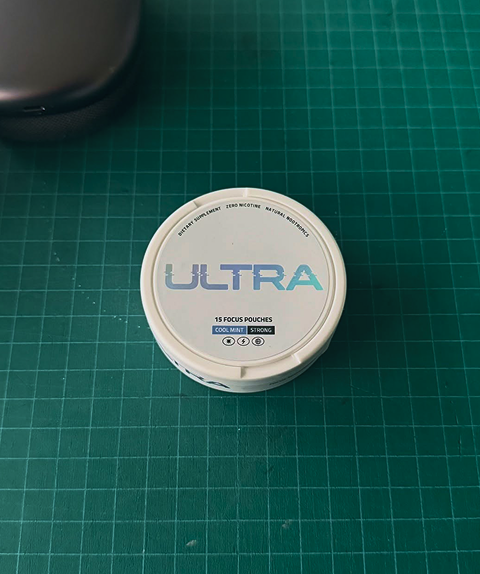 DIETARY SUPPLEMENT ZERO NICOTINE NATURAL NOOTROPICS
ULTRA
15 FOCUS POUCHES
COOL MINT STRONG